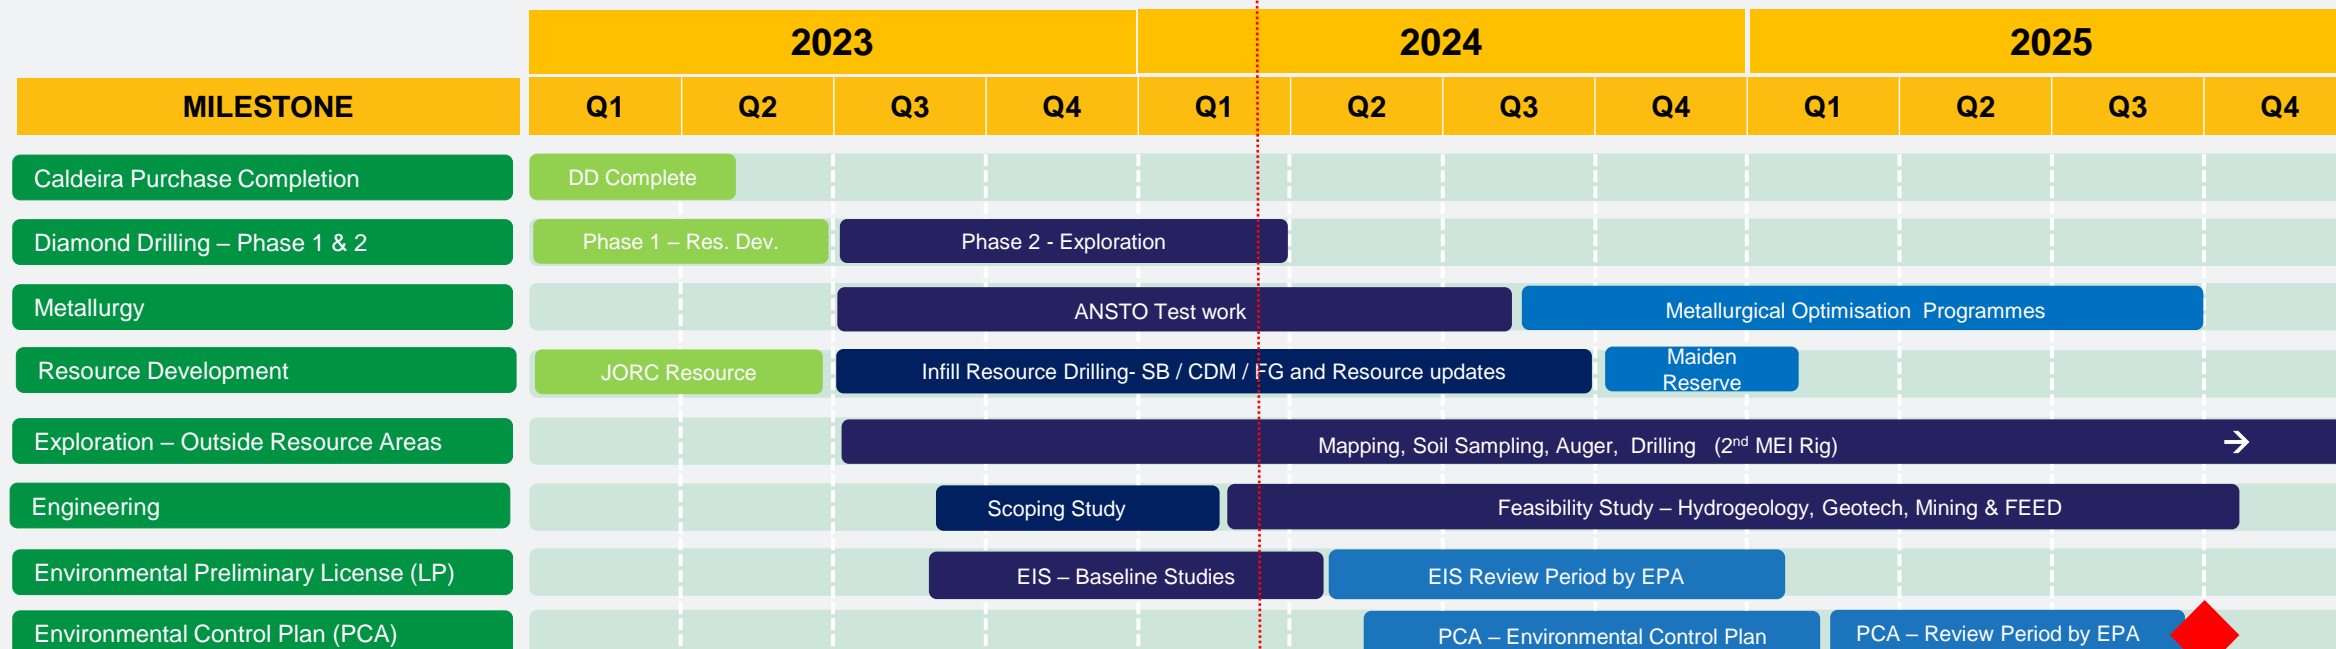 2023 2024 2025
MILESTONE Q1 Q2 Q3 Q4 Q1 Q2 Q3 Q4 Q1 Q2 Q3 Q4
Caldeira Purchase Completion DD Complete
Diamond Drilling – Phase 1 & 2 Phase 1 – Res. Dev. Phase 2 - Exploration
Metallurgy ANSTO Test work Metallurgical Optimisation Programmes
Resource Development JORC Resource Infill Resource Drilling- SB / CDM / FG and Resource updates Maiden
Reserve
Exploration – Outside Resource Areas Mapping, Soil Sampling, Auger, Drilling (2nd MEI Rig) →
Engineering Scoping Study Feasibility Study – Hydrogeology, Geotech, Mining & FEED
Environmental Preliminary License (LP) EIS – Baseline Studies EIS Review Period by EPA
Environmental Control Plan (PCA) PCA – Environmental Control Plan PCA – Review Period by EPA